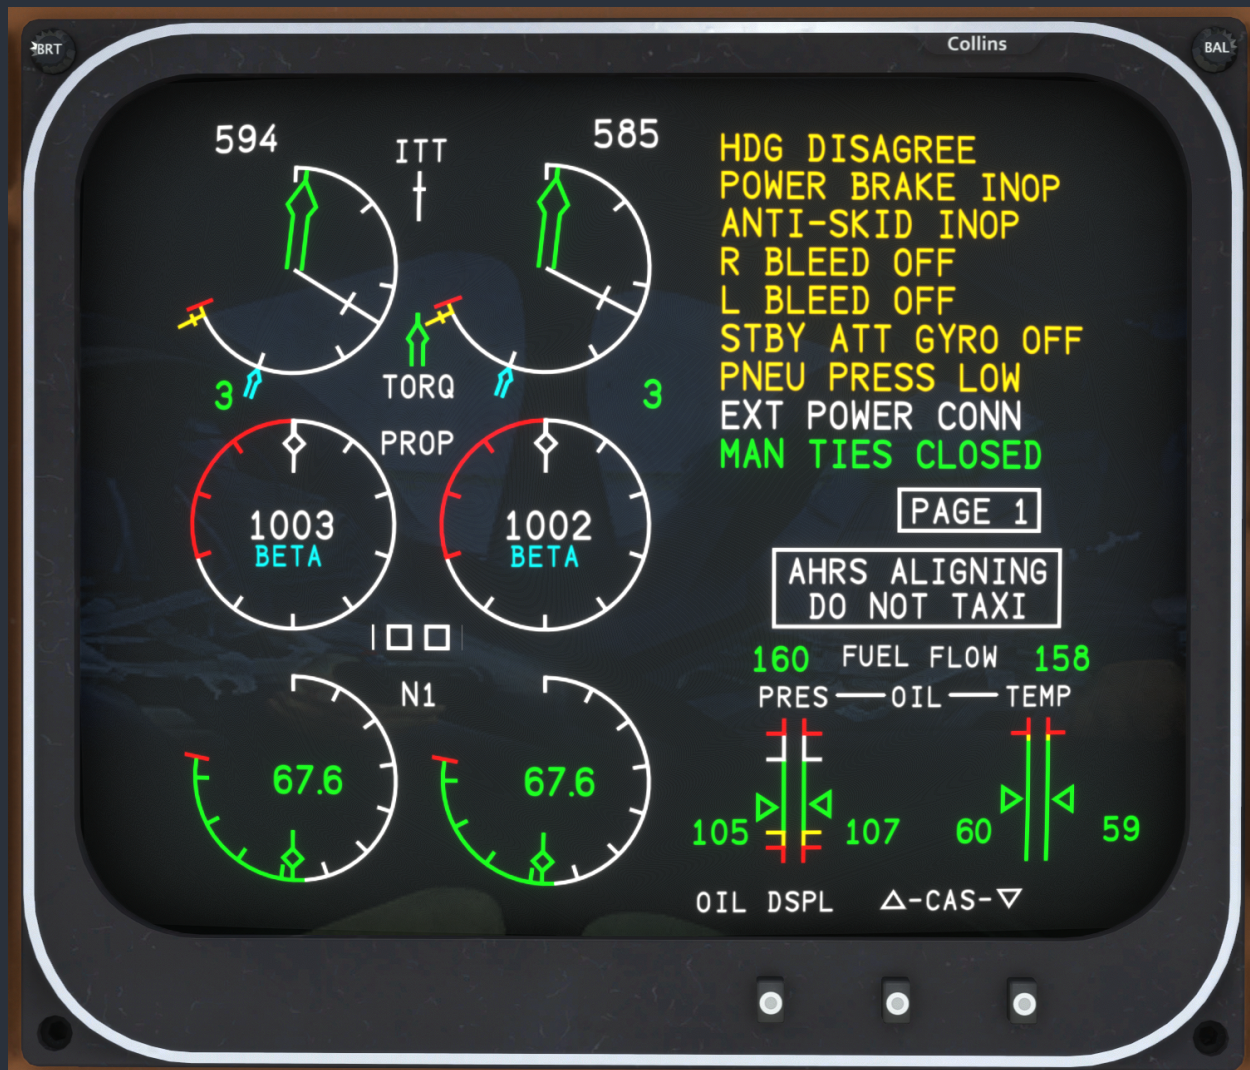 BRT
Collins
BAL
594
ITT
585
3
TORQ
3
PROP
1003
BETA
1002
BETA
N1
67.6
67.6
HDG DISAGREE
POWER BRAKE INOP
ANTI-SKID INOP
R BLEED OFF
L BLEED OFF
STBY ATT GYRO OFF
PNEU PRESS LOW
EXT POWER CONN
MAN TIES CLOSED
PAGE 1
AHRS ALIGNING
DO NOT TAXI
160 FUEL FLOW 158
PRES OIL TEMP
105 107 60 59
OIL DSPL △-CAS-▽